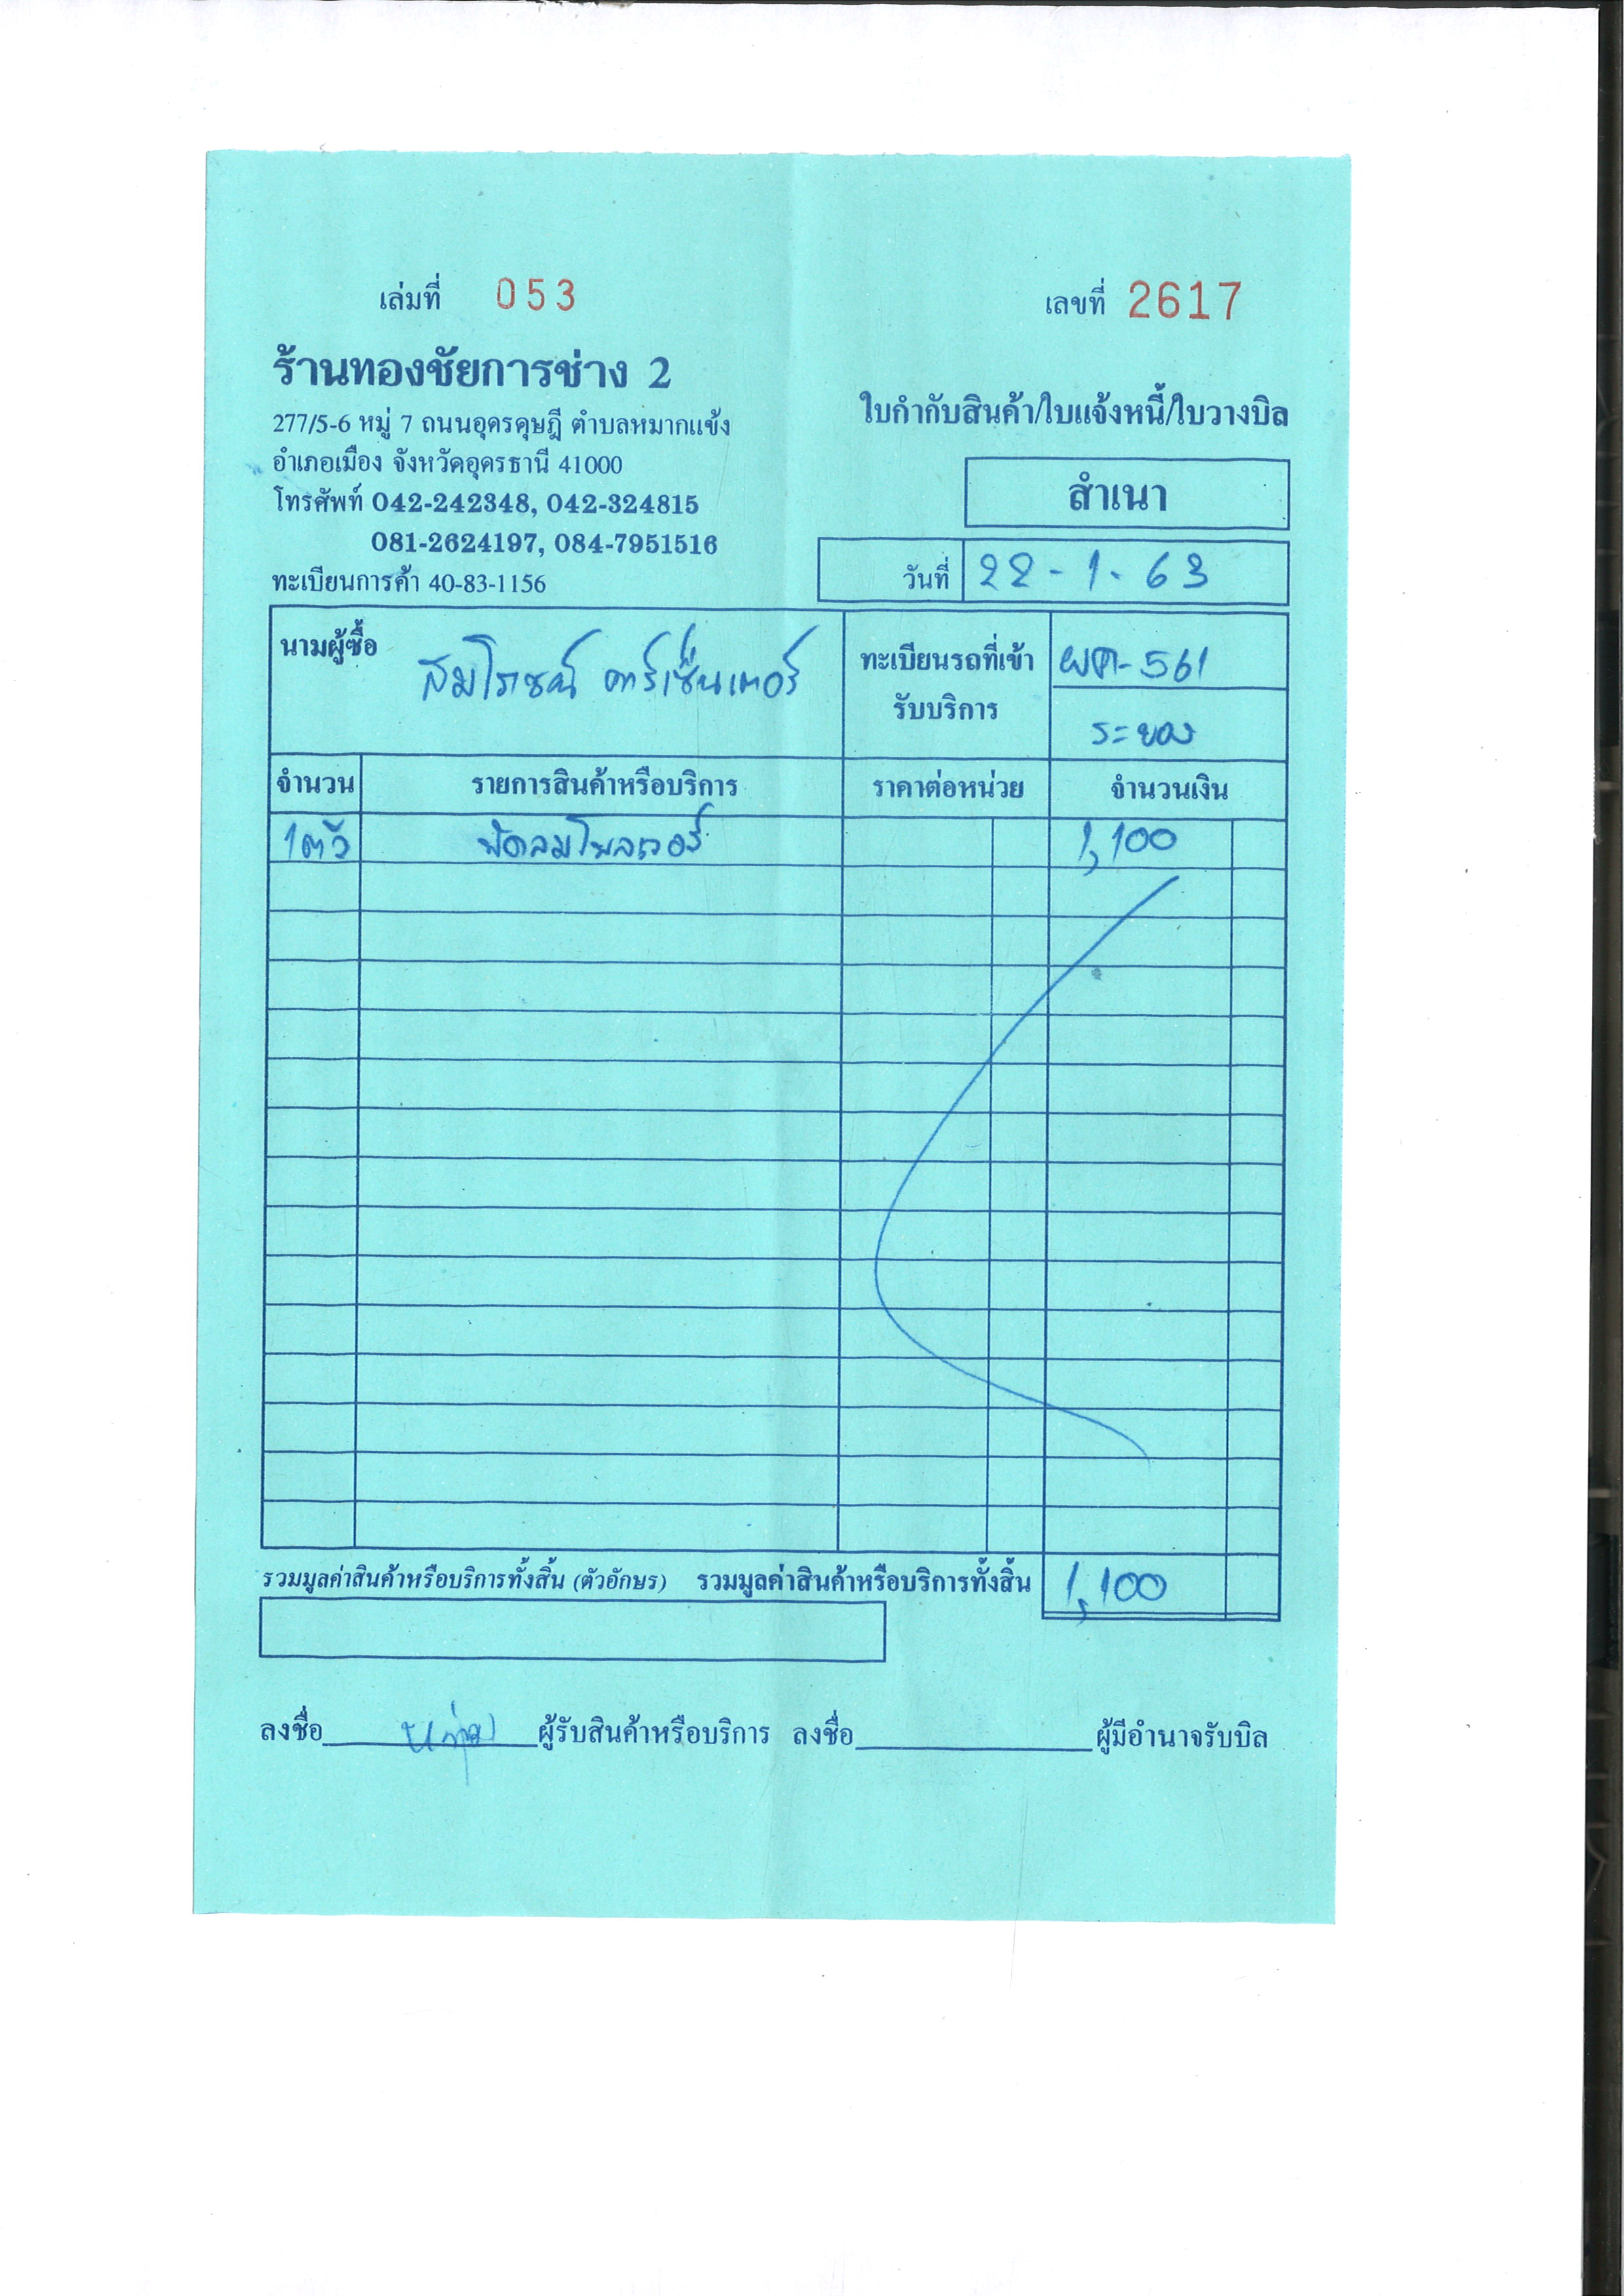 เล่มที่ 053
เลขที่ 2617
ร้านทองชัยการช่าง 2
277/5-6 หมู่ 7 ถนนอุดรดุษฎี ตำบลหมากแข้ง
อำเภอเมือง จังหวัดอุดรธานี 41000
โทรศัพท์ 042-242348, 042-324815
081-2624197, 084-7951516
ทะเบียนการค้า 40-83-1156
ใบกำกับสินค้า/ใบแจ้งหนี้/ใบวางบิล
สำเนา
วันที่ 22-1-63
นามผู้ซื้อ สมโรชณ์ คาร์เซ็นเตอร์
ทะเบียนรถที่เข้ารับบริการ
561
ระยอง
จำนวน รายการสินค้าหรือบริการ ราคาต่อหน่วย จำนวนเงิน
1ตัว พัดลมโบลเวอร์ 1,100
รวมมูลค่าสินค้าหรือบริการทั้งสิ้น (ตัวอักษร) รวมมูลค่าสินค้าหรือบริการทั้งสิ้น 1,100
ลงชื่อ ผู้รับสินค้าหรือบริการ ลงชื่อ ผู้มีอำนาจรับบิล